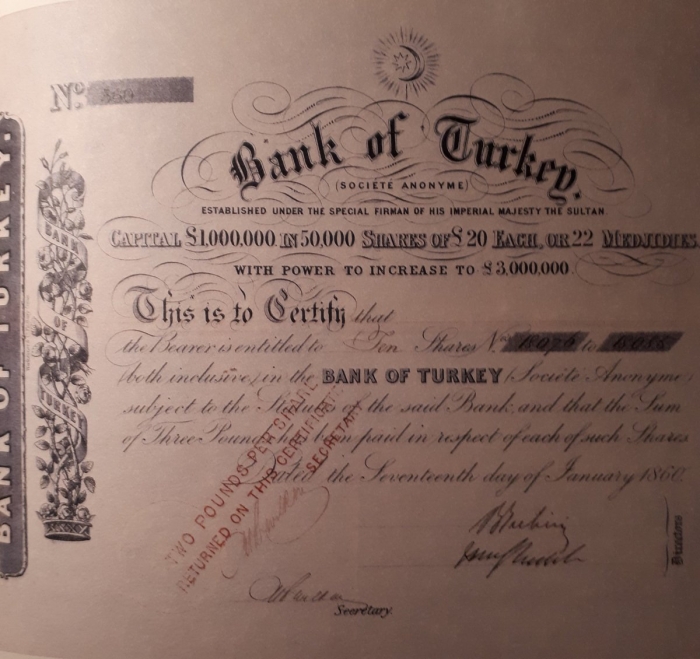 No.
Bank of Turkey.
(SOCIÉTÉ ANONYME)
ESTABLISHED UNDER THE SPECIAL FIRMAN OF HIS IMPERIAL MAJESTY THE SULTAN
CAPITAL £1,000,000 IN 50,000 SHARES OF £20 EACH, OR 22 MEDJIDIES.
WITH POWER TO INCREASE TO £3,000,000.
This is to Certify that
the Bearer is entitled to Ten Shares Nos. to
(both inclusive) in the BANK OF TURKEY (Société Anonyme)
subject to the Statutes of the said Bank, and that the Sum
of Three Pounds has been paid in respect of each of such Shares
Dated the Seventeenth day of January 1860.
TWO POUNDS PER SHARE
RETURNED ON THIS CERTIFICATE
SECRETARY
Directors
Secretary.
BANK OF TURKEY
BANK OF TURKEY.